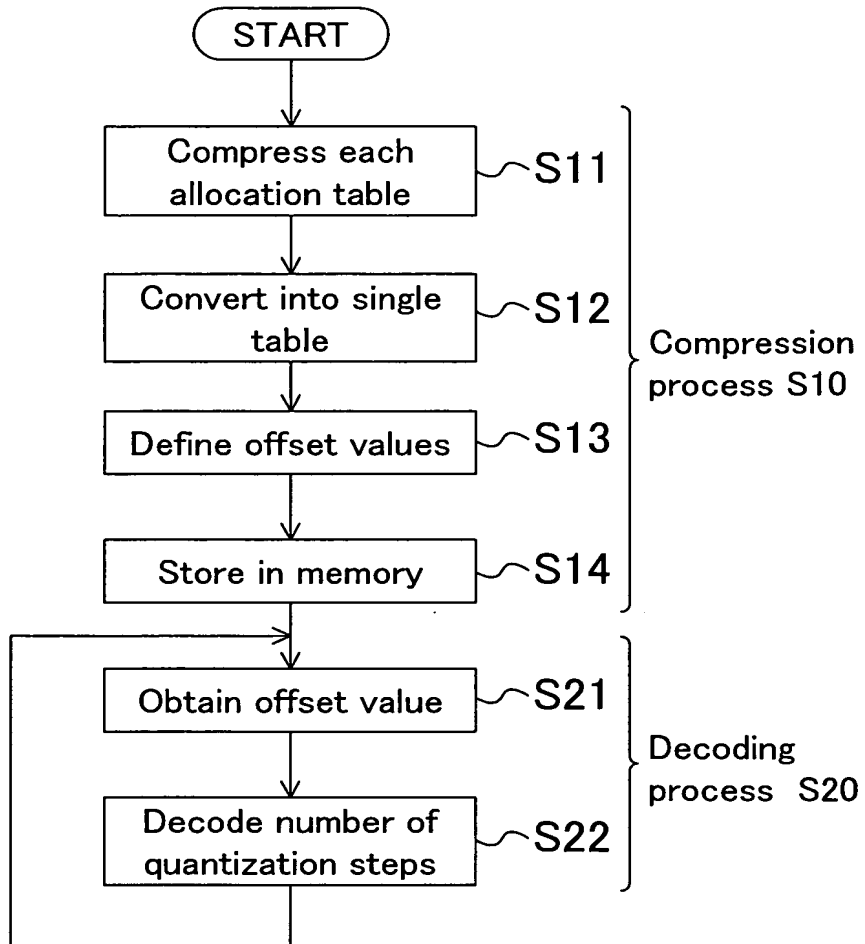 START
Compress each
allocation table
S11
Convert into single
table
S12
Compression
process S10
Define offset values
S13
Store in memory
S14
Obtain offset value
S21
Decoding
process S20
Decode number of
quantization steps
S22